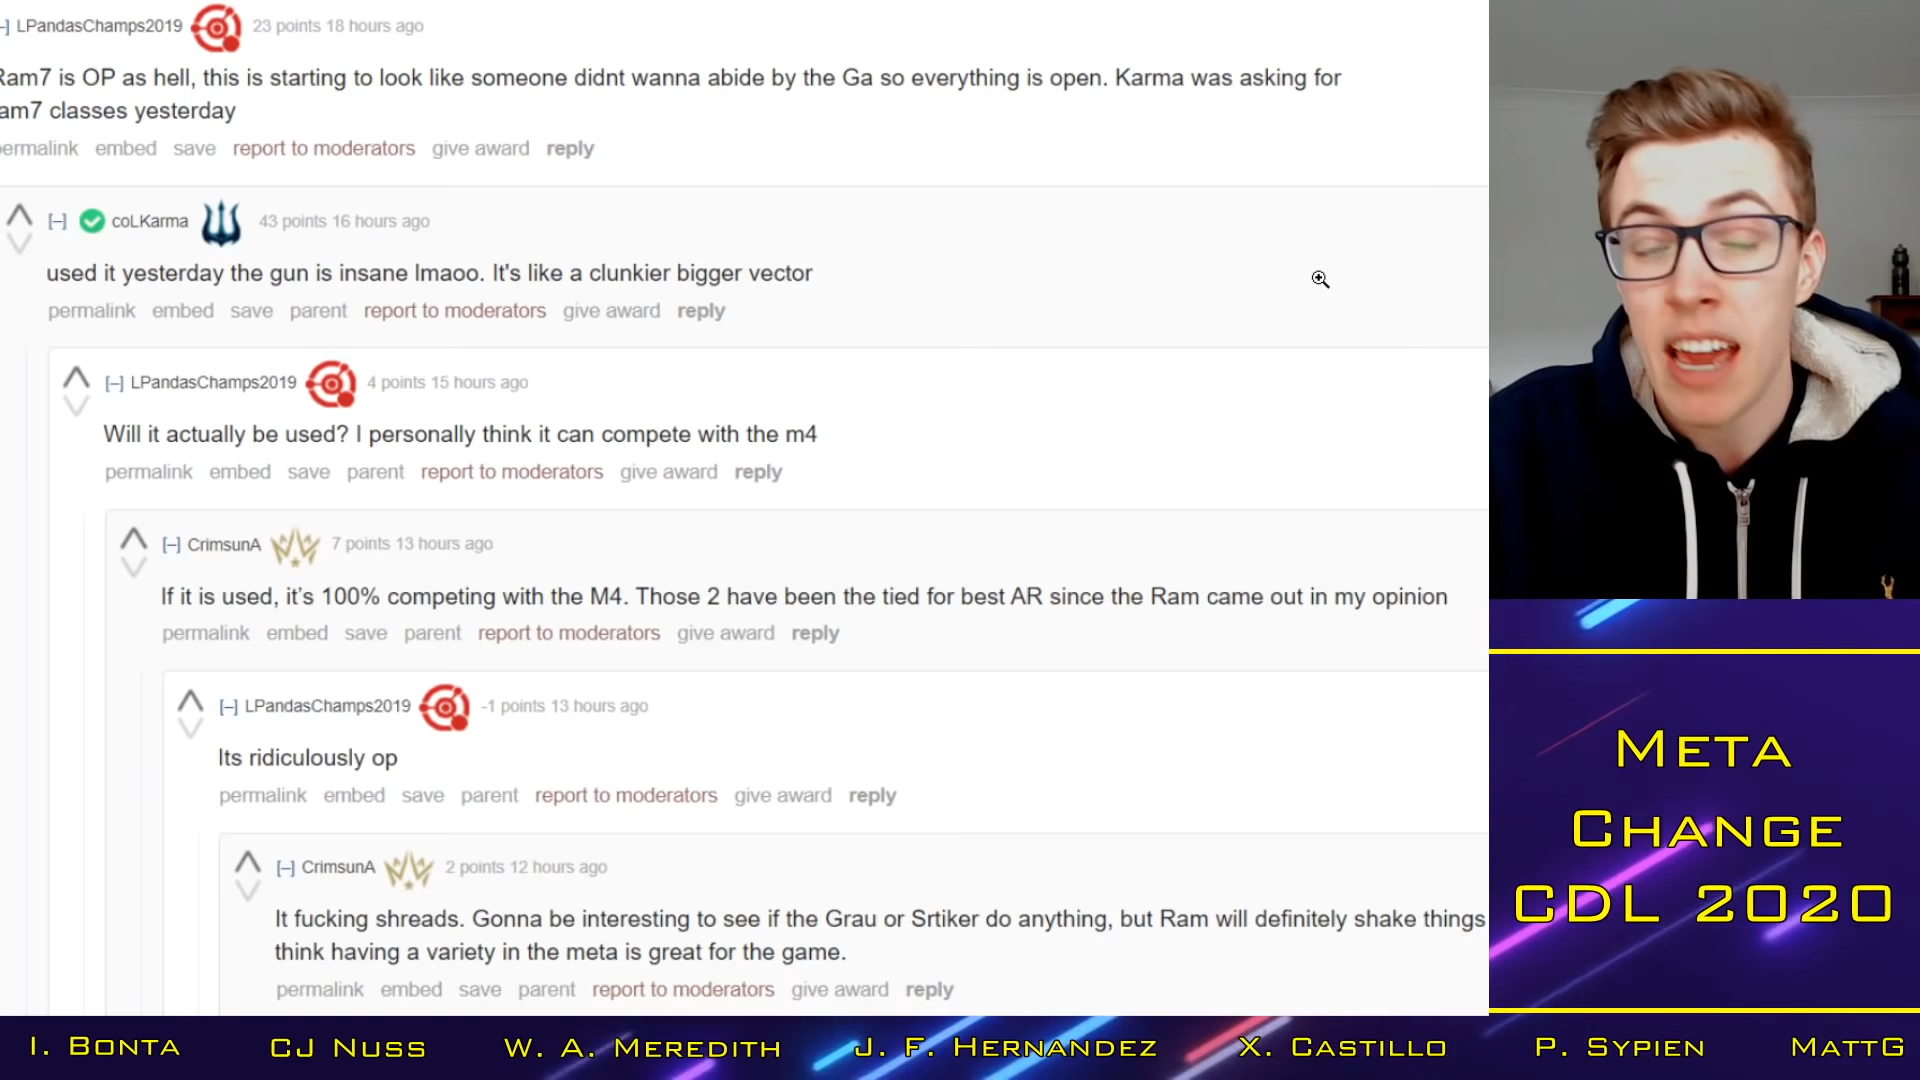 –] LPandasChamps2019 23 points 18 hours ago
Ram7 is OP as hell, this is starting to look like someone didnt wanna abide by the Ga so everything is open. Karma was asking for
am7 classes yesterday
ermalink embed save report to moderators give award reply
[–] coLKarma 43 points 16 hours ago
used it yesterday the gun is insane lmaoo. It's like a clunkier bigger vector
permalink embed save parent report to moderators give award reply
[–] LPandasChamps2019 4 points 15 hours ago
Will it actually be used? I personally think it can compete with the m4
permalink embed save parent report to moderators give award reply
[–] CrimsunA 7 points 13 hours ago
If it is used, it's 100% competing with the M4. Those 2 have been the tied for best AR since the Ram came out in my opinion
permalink embed save parent report to moderators give award reply
[–] LPandasChamps2019 -1 points 13 hours ago
Its ridiculously op
permalink embed save parent report to moderators give award reply
[–] CrimsunA 2 points 12 hours ago
It fucking shreads. Gonna be interesting to see if the Grau or Srtiker do anything, but Ram will definitely shake things
think having a variety in the meta is great for the game.
permalink embed save parent report to moderators give award reply
Meta
Change
CDL 2020
I. Bonta CJ Nuss W. A. Meredith J. F. Hernandez X. Castillo P. Sypien MattG